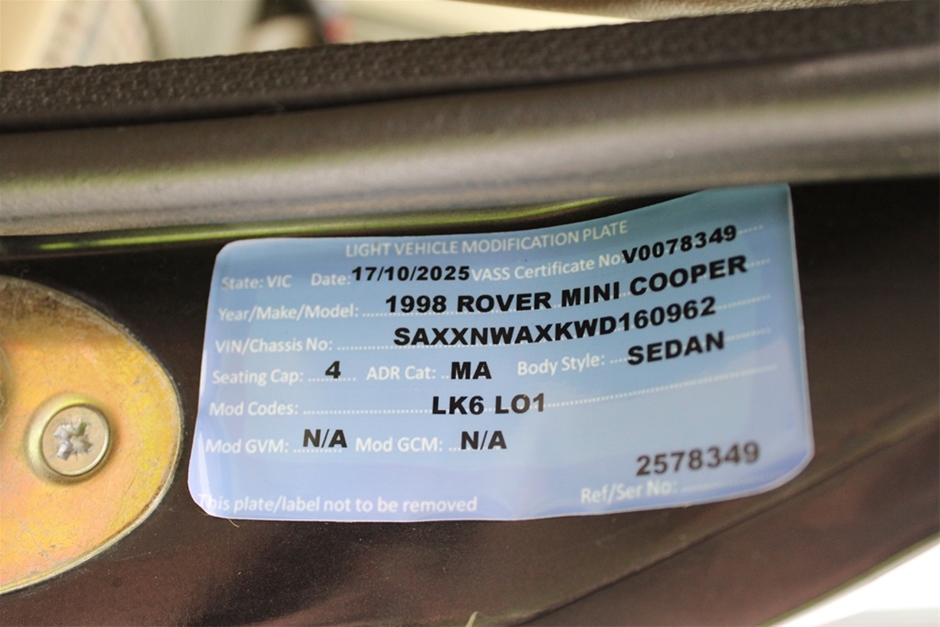 LIGHT VEHICLE MODIFICATION PLATE
State: VIC Date: 17/10/2025 VASS Certificate No: V0078349
Year/Make/Model: 1998 ROVER MINI COOPER
VIN/Chassis No: SAXXNWAXKWD160962
Seating Cap: 4 ADR Cat: MA Body Style: SEDAN
Mod Codes: LK6 LO1
Mod GVM: N/A Mod GCM: N/A
This plate/label not to be removed Ref/Ser No: 2578349